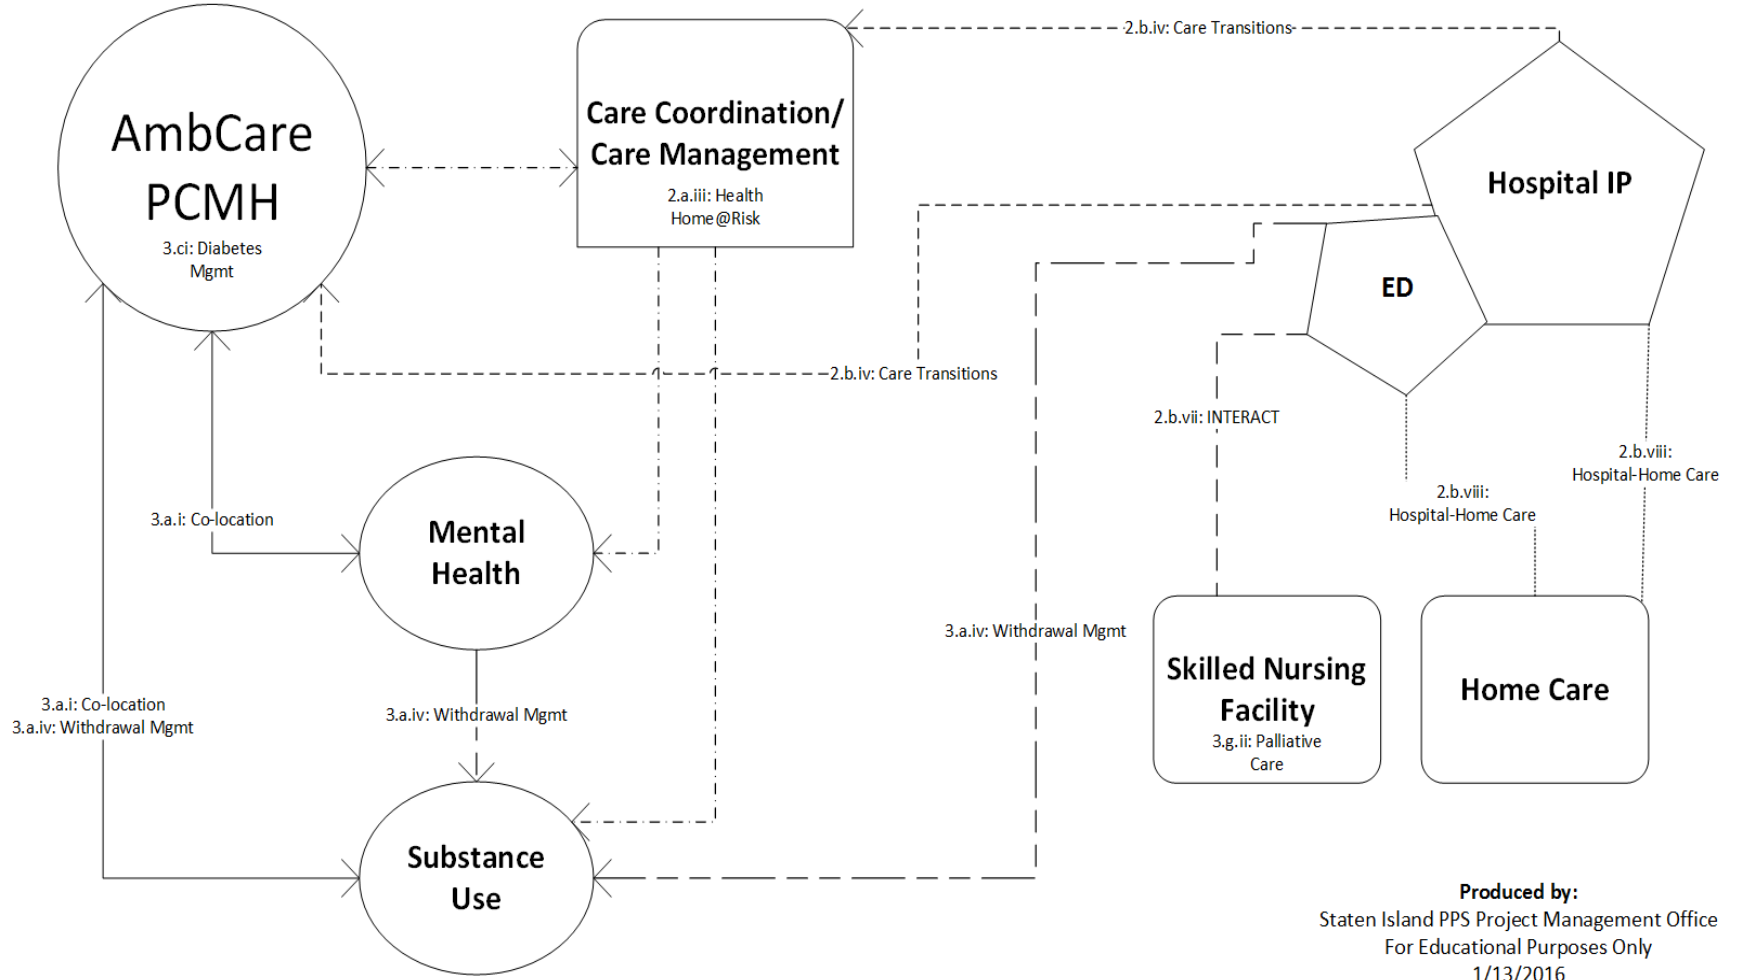 AmbCare
PCMH
3.ci: Diabetes
Mgmt
Care Coordination/
Care Management
2.a.iii: Health
Home@Risk
2.b.iv: Care Transitions
Hospital IP
ED
2.b.iv: Care Transitions
2.b.vii: INTERACT
2.b.viii:
Hospital-Home Care
2.b.viii:
Hospital-Home Care
3.a.i: Co-location
Mental
Health
3.a.iv: Withdrawal Mgmt
3.a.i: Co-location
3.a.iv: Withdrawal Mgmt
3.a.iv: Withdrawal Mgmt
Skilled Nursing
Facility
3.g.ii: Palliative
Care
Home Care
Substance
Use
Produced by:
Staten Island PPS Project Management Office
For Educational Purposes Only
1/13/2016